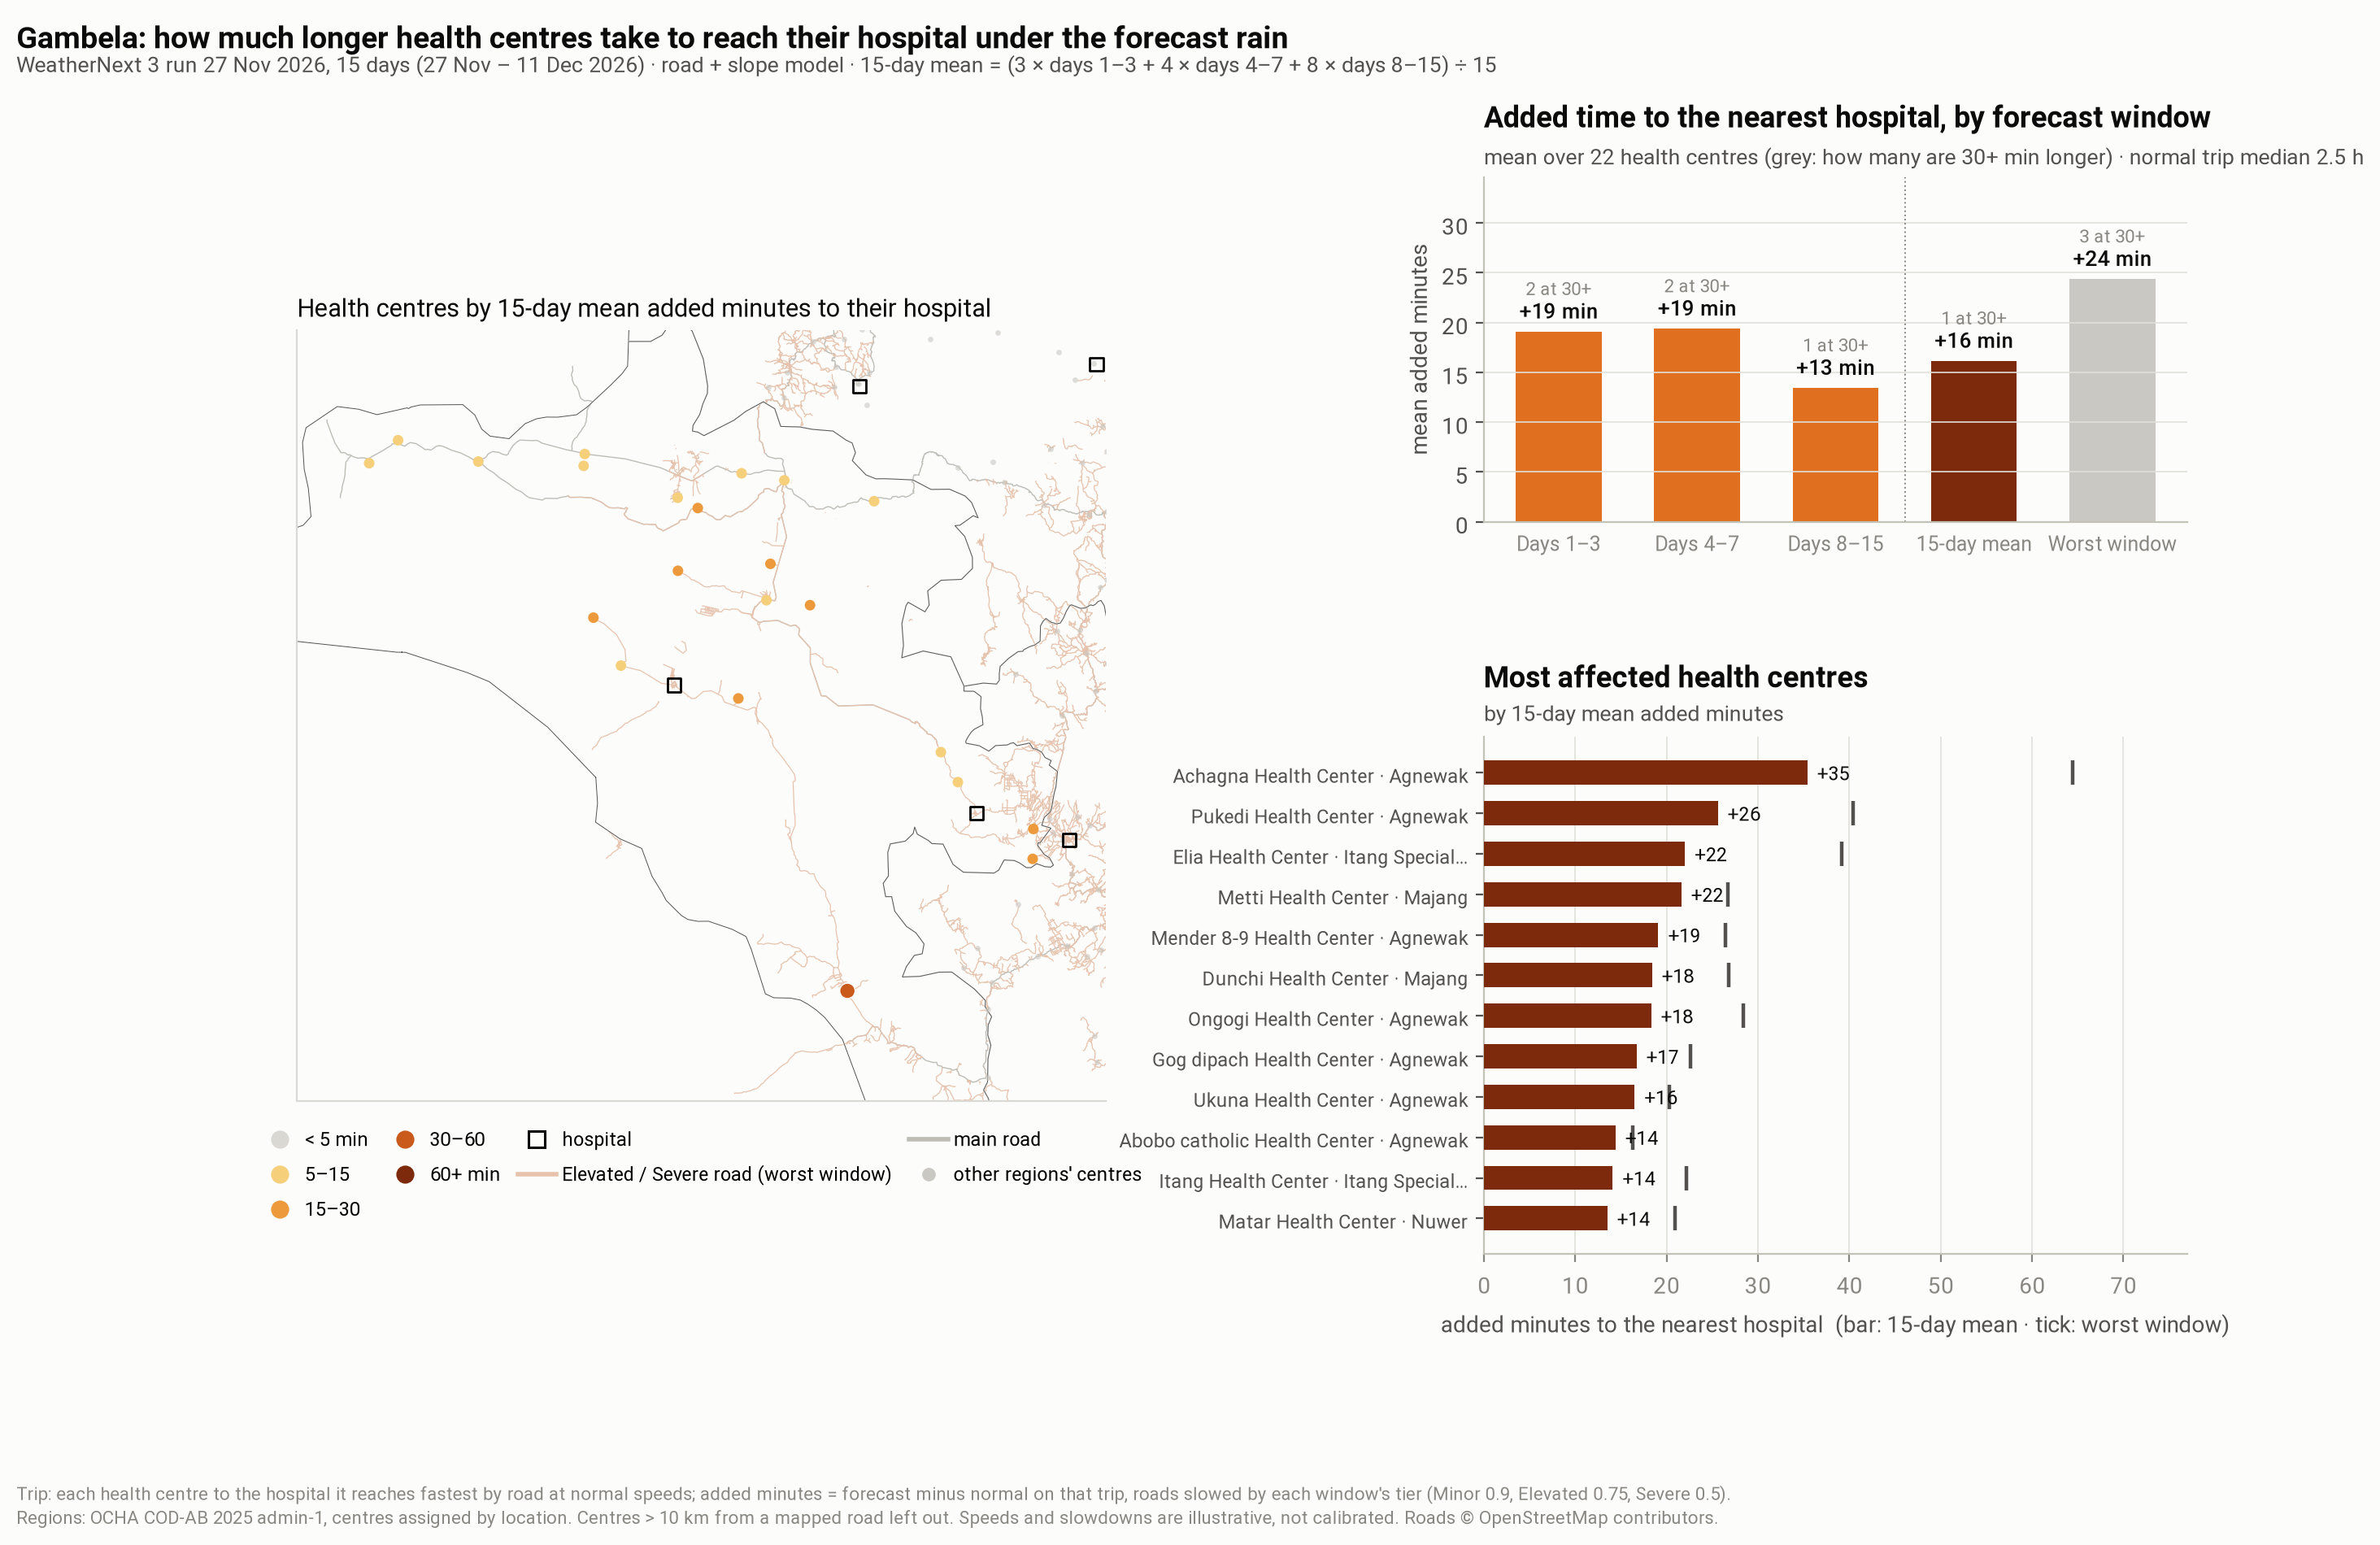 Gambela: how much longer health centres take to reach their hospital under the forecast rain
WeatherNext 3 run 27 Nov 2026, 15 days (27 Nov – 11 Dec 2026) · road + slope model · 15-day mean = (3 × days 1–3 + 4 × days 4–7 + 8 × days 8–15) ÷ 15
Health centres by 15-day mean added minutes to their hospital
< 5 min
5–15
15–30
30–60
60+ min
hospital
Elevated / Severe road (worst window)
main road
other regions' centres
Added time to the nearest hospital, by forecast window
mean over 22 health centres (grey: how many are 30+ min longer) · normal trip median 2.5 h
mean added minutes
30
25
20
15
10
5
0
2 at 30+
+19 min
2 at 30+
+19 min
1 at 30+
+13 min
1 at 30+
+16 min
3 at 30+
+24 min
Days 1–3
Days 4–7
Days 8–15
15-day mean
Worst window
Most affected health centres
by 15-day mean added minutes
Achagna Health Center · Agnewak +35
Pukedi Health Center · Agnewak +26
Elia Health Center · Itang Special... +22
Metti Health Center · Majang +22
Mender 8-9 Health Center · Agnewak +19
Dunchi Health Center · Majang +18
Ongogi Health Center · Agnewak +18
Gog dipach Health Center · Agnewak +17
Ukuna Health Center · Agnewak +16
Abobo catholic Health Center · Agnewak +14
Itang Health Center · Itang Special... +14
Matar Health Center · Nuwer +14
0 10 20 30 40 50 60 70
added minutes to the nearest hospital (bar: 15-day mean · tick: worst window)
Trip: each health centre to the hospital it reaches fastest by road at normal speeds; added minutes = forecast minus normal on that trip, roads slowed by each window's tier (Minor 0.9, Elevated 0.75, Severe 0.5).
Regions: OCHA COD-AB 2025 admin-1, centres assigned by location. Centres > 10 km from a mapped road left out. Speeds and slowdowns are illustrative, not calibrated. Roads © OpenStreetMap contributors.